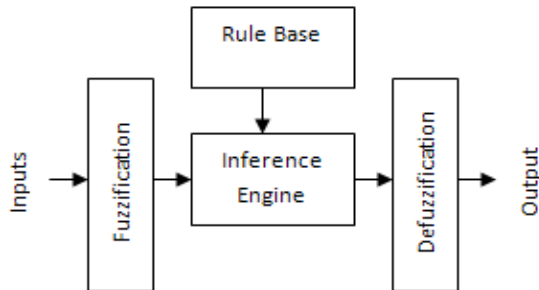 Rule Base
Inputs
Fuzzification
Inference
Engine
Defuzzification
Output